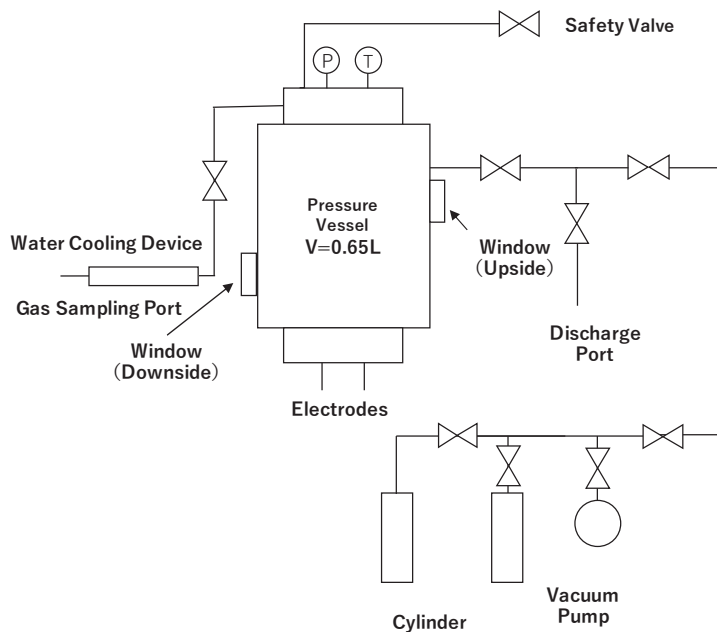 Safety Valve
P T
Pressure
Vessel
V=0.65L
Water Cooling Device
Gas Sampling Port
Window
（Upside）
Window
（Downside）
Discharge
Port
Electrodes
Cylinder
Vacuum
Pump